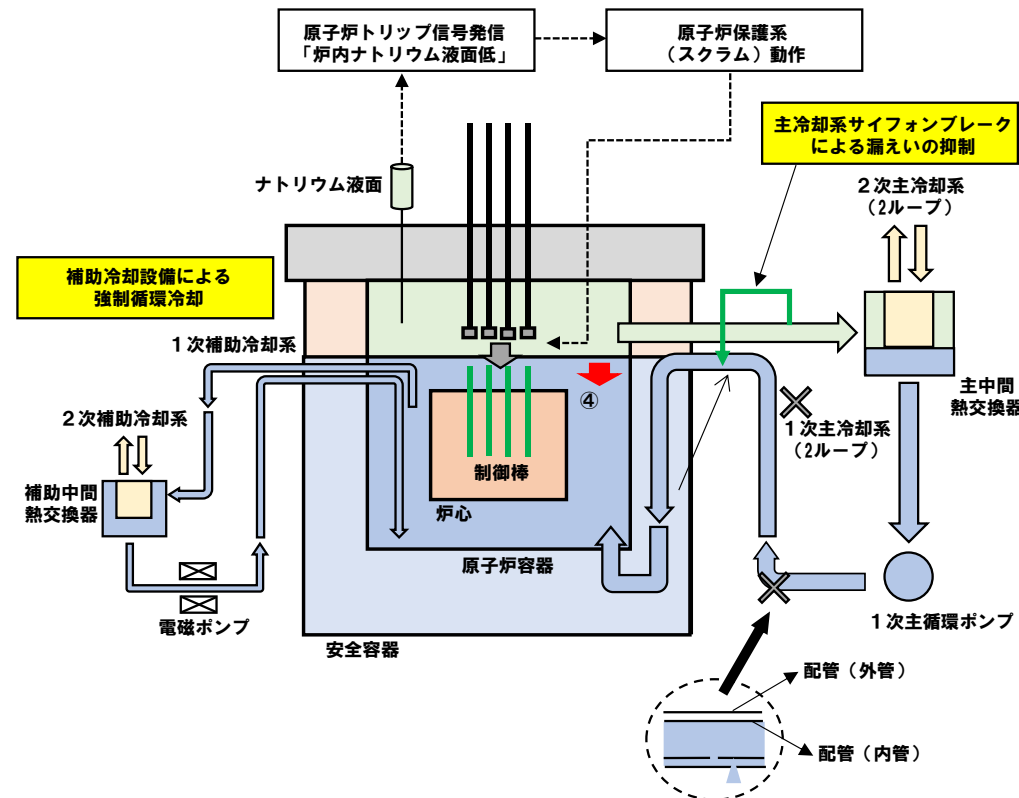 原子炉トリップ信号発信
「炉内ナトリウム液面低」
原子炉保護系
（スクラム）動作
主冷却系サイフォンブレーク
による漏えいの抑制
ナトリウム液面
２次主冷却系
（2ループ）
補助冷却設備による
強制循環冷却
１次補助冷却系
④
主中間
熱交換器
２次補助冷却系
１次主冷却系
（2ループ）
制御棒
補助中間
熱交換器
炉心
原子炉容器
電磁ポンプ
１次主循環ポンプ
安全容器
配管（外管）
配管（内管）